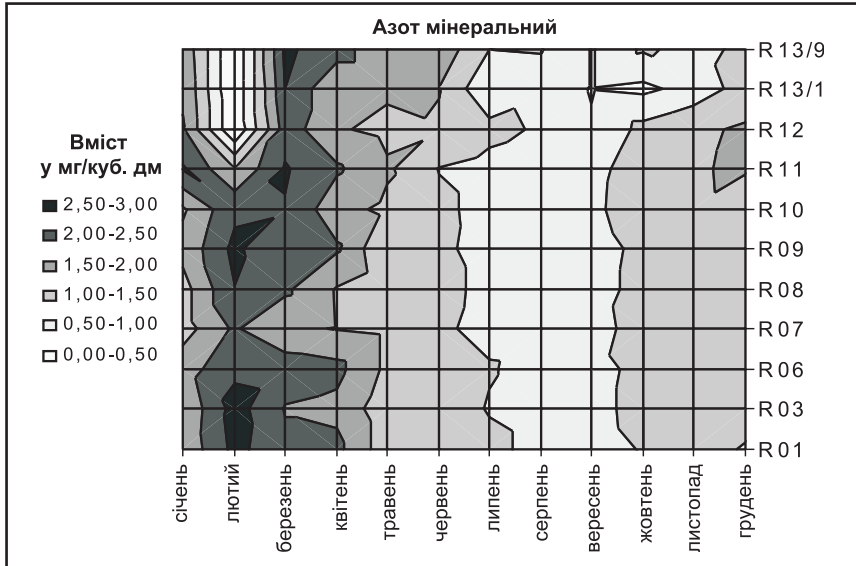 Азот мінеральний
Вміст
у мг/куб. дм
2,50-3,00
2,00-2,50
1,50-2,00
1,00-1,50
0,50-1,00
0,00-0,50
R 13/9
R 13/1
R 12
R 11
R 10
R 09
R 08
R 07
R 06
R 03
R 01
січень
лютий
березень
квітень
травень
червень
липень
серпень
вересень
жовтень
листопад
грудень